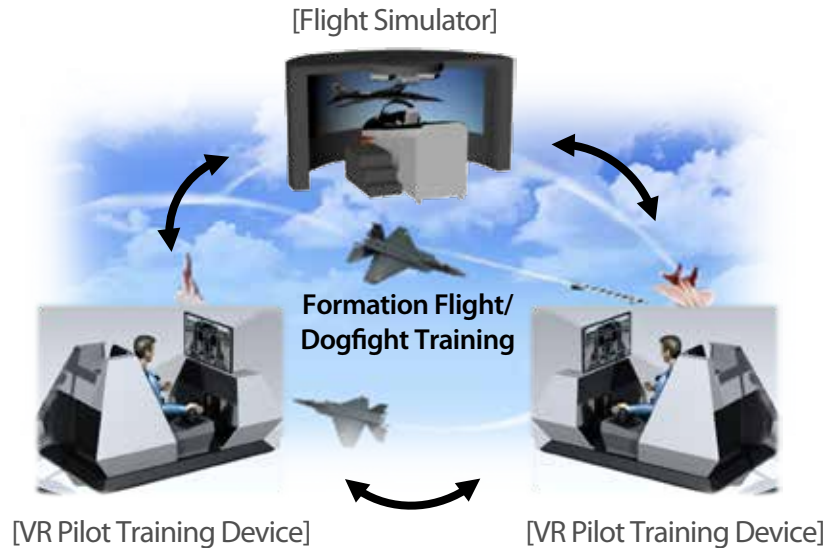 [Flight Simulator]
Formation Flight/
Dogfight Training
[VR Pilot Training Device]
[VR Pilot Training Device]